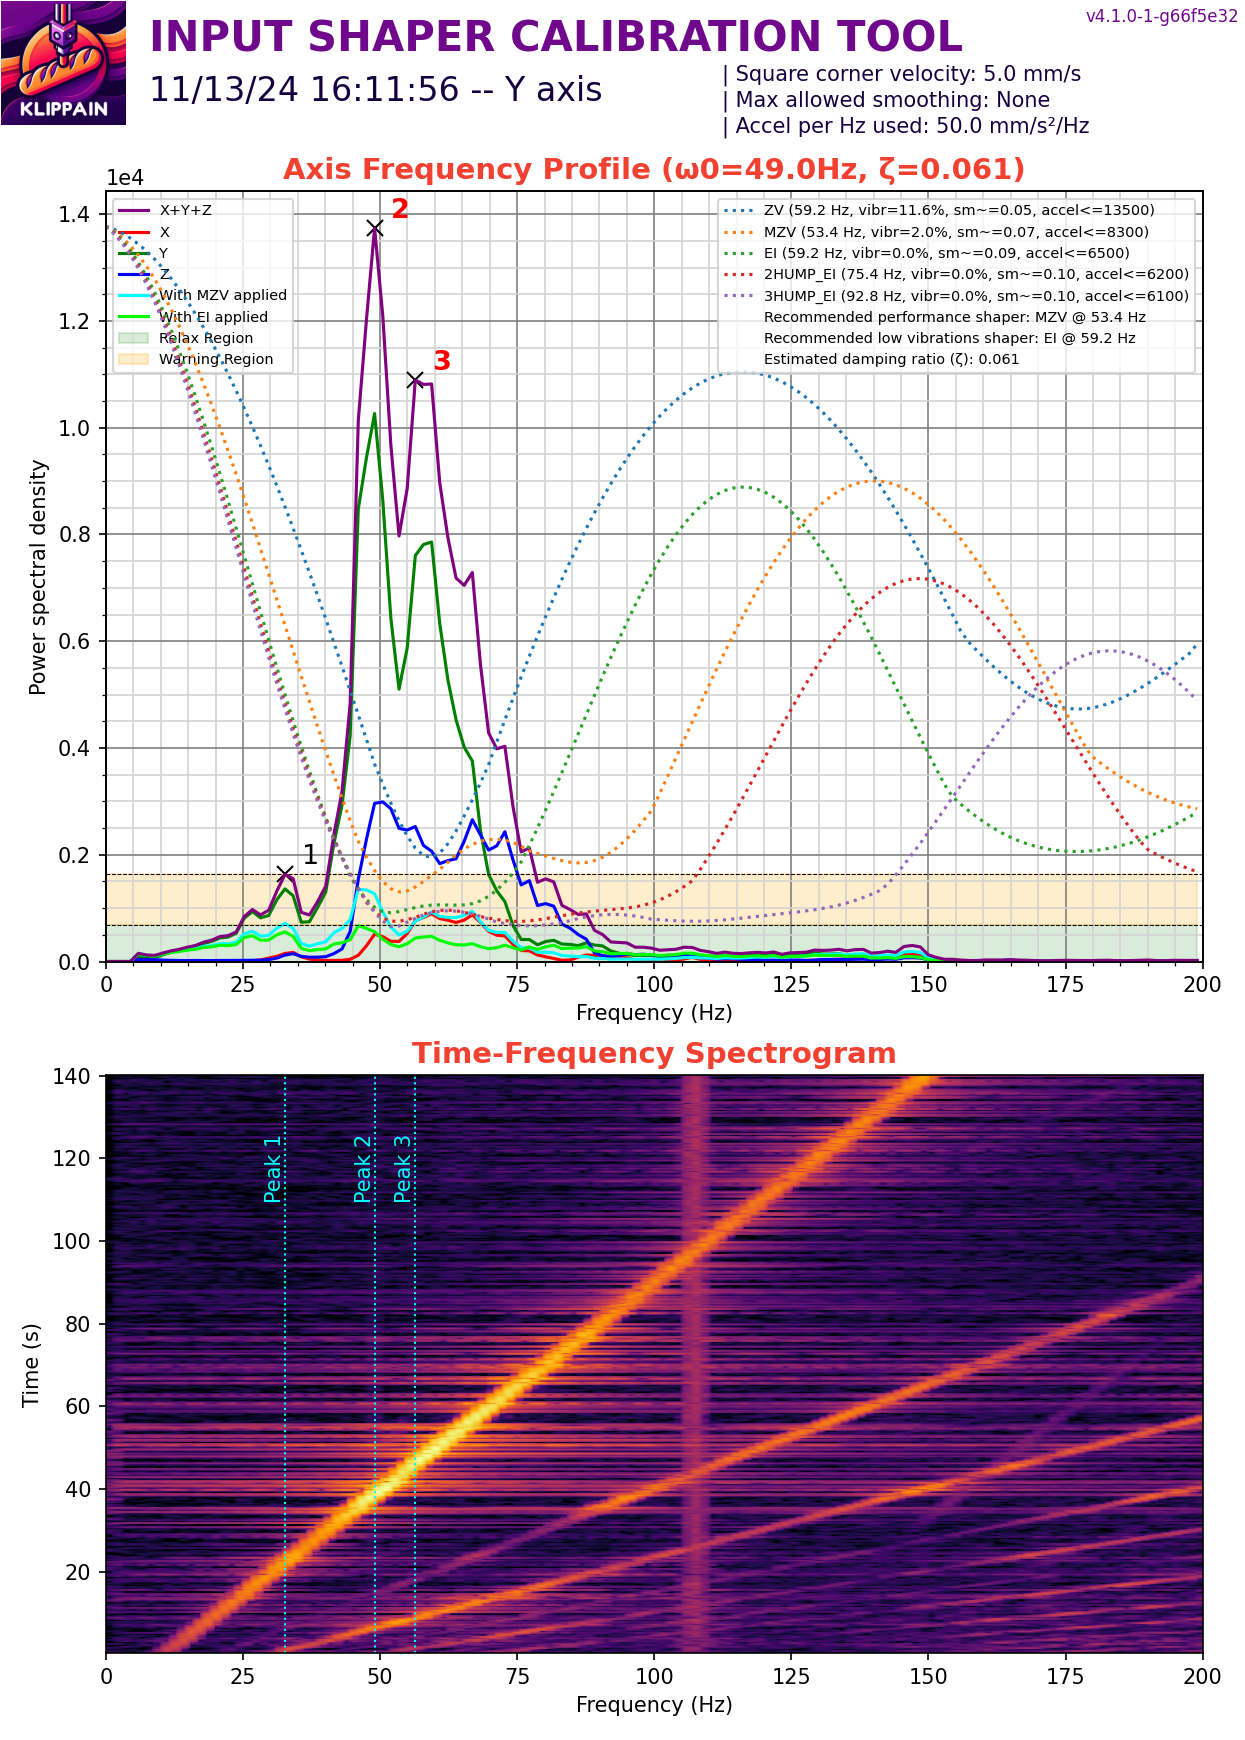 v4.1.0-1-g66f5e32
INPUT SHAPER CALIBRATION TOOL
11/13/24 16:11:56 -- Y axis
| Square corner velocity: 5.0 mm/s
| Max allowed smoothing: None
| Accel per Hz used: 50.0 mm/s²/Hz
KLIPPAIN
Axis Frequency Profile (ω0=49.0Hz, ζ=0.061)
1e4
X+Y+Z
X
Y
Z
With MZV applied
With EI applied
Relax Region
Warning Region
ZV (59.2 Hz, vibr=11.6%, sm~=0.05, accel<=13500)
MZV (53.4 Hz, vibr=2.0%, sm~=0.07, accel<=8300)
EI (59.2 Hz, vibr=0.0%, sm~=0.09, accel<=6500)
2HUMP_EI (75.4 Hz, vibr=0.0%, sm~=0.10, accel<=6200)
3HUMP_EI (92.8 Hz, vibr=0.0%, sm~=0.10, accel<=6100)
Recommended performance shaper: MZV @ 53.4 Hz
Recommended low vibrations shaper: EI @ 59.2 Hz
Estimated damping ratio (ζ): 0.061
1
2
3
Power spectral density
1.4
1.2
1.0
0.8
0.6
0.4
0.2
0.0
0 25 50 75 100 125 150 175 200
Frequency (Hz)
Time-Frequency Spectrogram
Peak 1
Peak 2
Peak 3
Time (s)
140
120
100
80
60
40
20
0 25 50 75 100 125 150 175 200
Frequency (Hz)